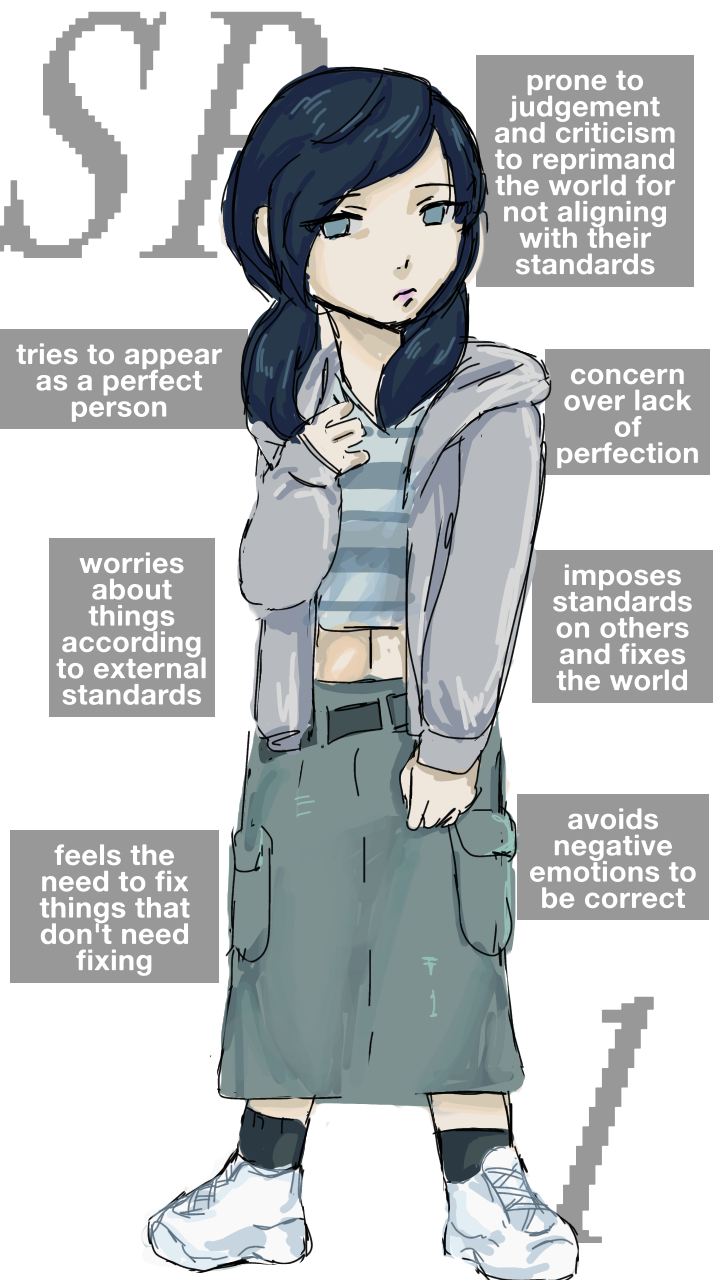 SP
prone to
judgement
and criticism
to reprimand
the world for
not aligning
with their
standards
tries to appear
as a perfect
person
concern
over lack
of
perfection
worries
about
things
according
to external
standards
imposes
standards
on others
and fixes
the world
avoids
negative
emotions to
be correct
feels the
need to fix
things that
don't need
fixing
1